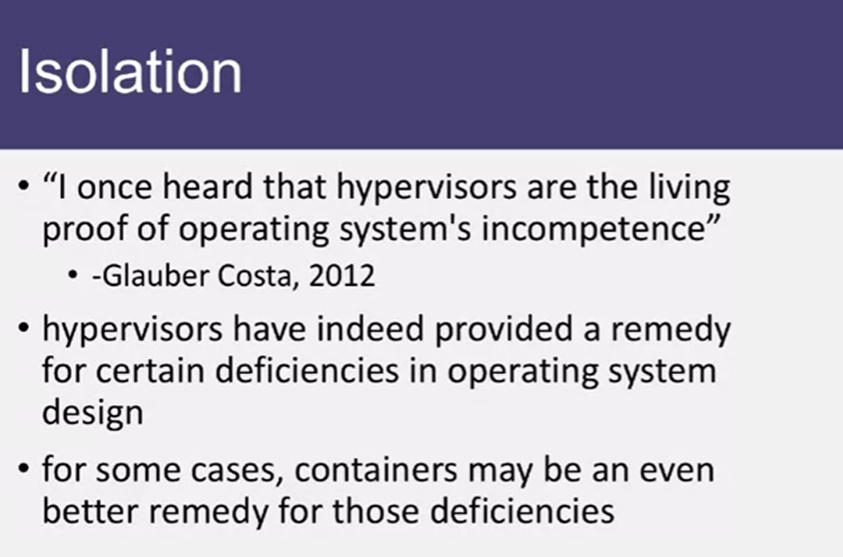 Isolation
• “I once heard that hypervisors are the living
proof of operating system's incompetence”
• -Glauber Costa, 2012
• hypervisors have indeed provided a remedy
for certain deficiencies in operating system
design
• for some cases, containers may be an even
better remedy for those deficiencies